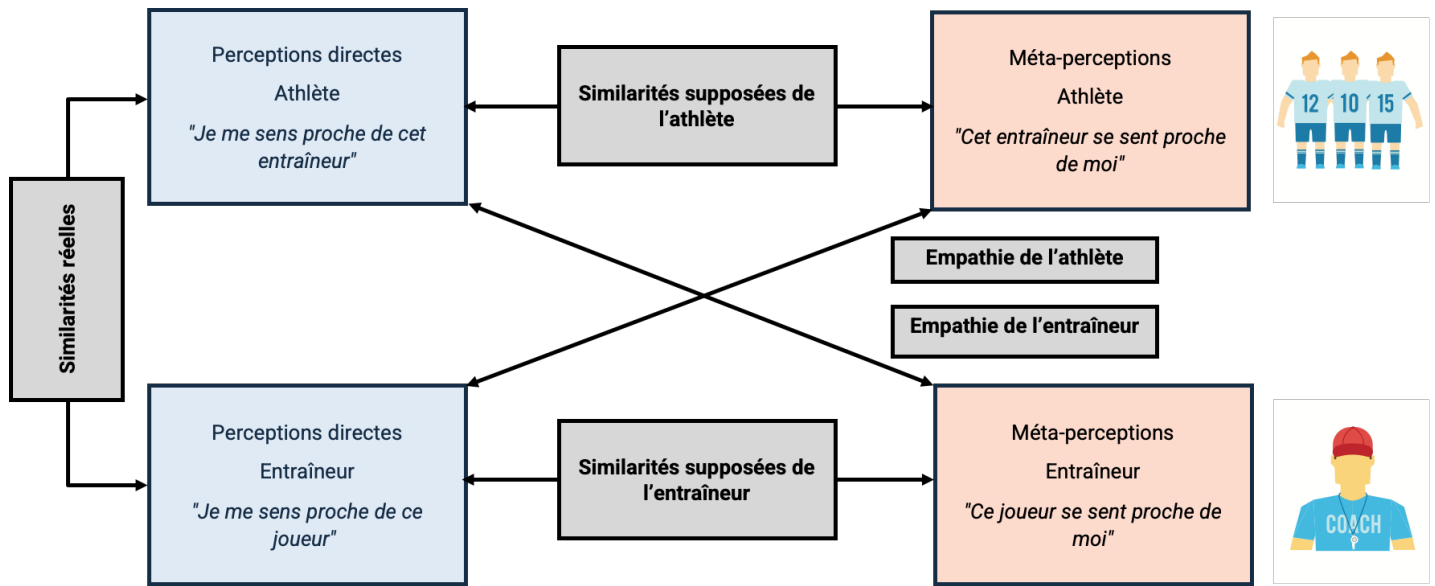 Perceptions directes
Athlète
"Je me sens proche de cet
entraîneur"
Similarités supposées de
l’athlète
Méta-perceptions
Athlète
"Cet entraîneur se sent proche
de moi"
12 10 15
Similarités réelles
Empathie de l’athlète
Empathie de l’entraîneur
Perceptions directes
Entraîneur
"Je me sens proche de ce
joueur"
Similarités supposées de
l’entraîneur
Méta-perceptions
Entraîneur
"Ce joueur se sent proche de
moi"
COACH